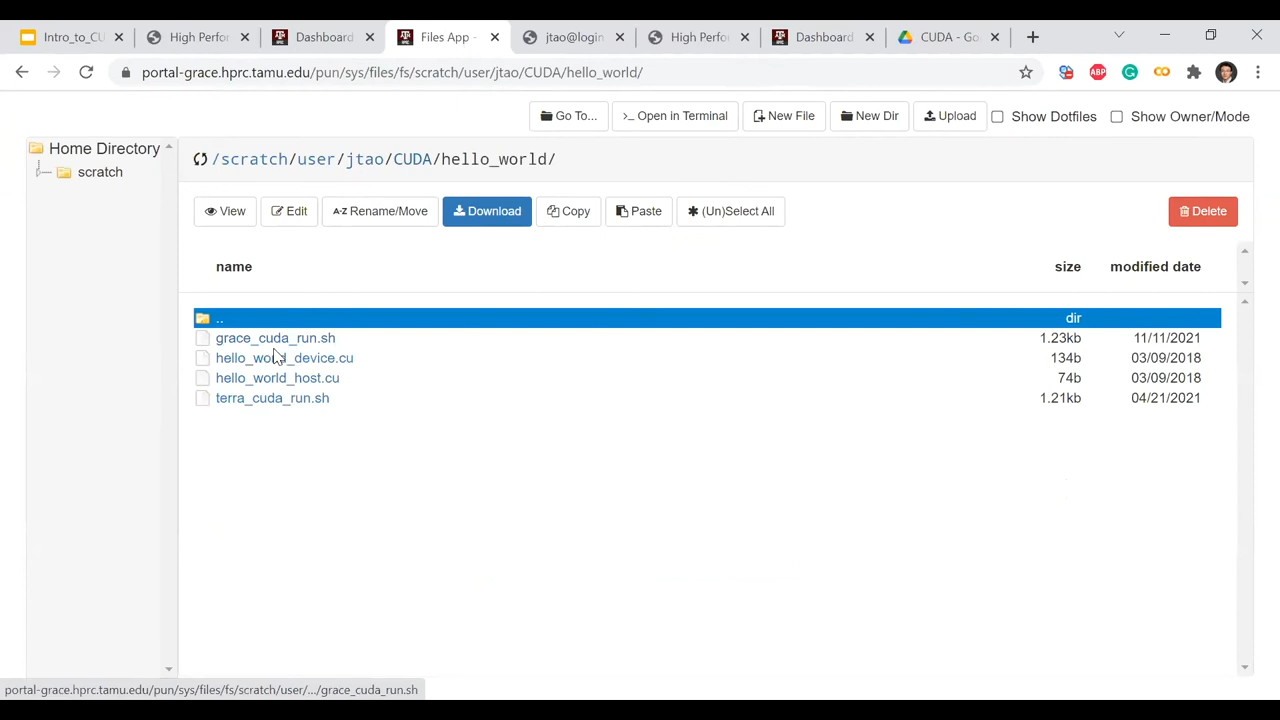 Intro_to_CU
High Perfo
Dashboard
Files App -
jtao@login
High Perfo
Dashboard
CUDA - Go
portal-grace.hprc.tamu.edu/pun/sys/files/fs/scratch/user/jtao/CUDA/hello_world/
ABP
Go To...
>_ Open in Terminal
New File
New Dir
Upload
Show Dotfiles
Show Owner/Mode
Home Directory
scratch
/scratch/user/jtao/CUDA/hello_world/
View
Edit
A-Z Rename/Move
Download
Copy
Paste
(Un)Select All
Delete
name size modified date
.. dir
grace_cuda_run.sh 1.23kb 11/11/2021
hello_world_device.cu 134b 03/09/2018
hello_world_host.cu 74b 03/09/2018
terra_cuda_run.sh 1.21kb 04/21/2021
portal-grace.hprc.tamu.edu/pun/sys/files/fs/scratch/user/.../grace_cuda_run.sh